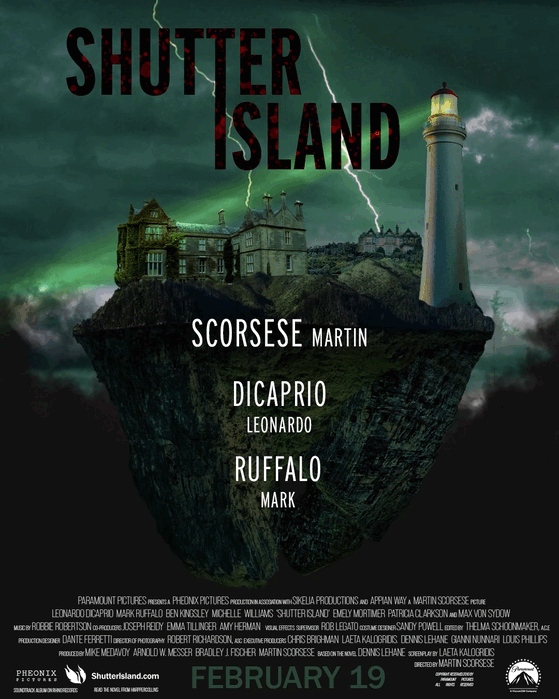 SHUTTER
ISLAND
SCORSESE MARTIN
DICAPRIO
LEONARDO
RUFFALO
MARK
PARAMOUNT PICTURES PRESENTS A PHEONIX PICTURES PRODUCTION IN ASSOCIATION WITH SIKELIA PRODUCTIONS AND APPIAN WAY A MARTIN SCORSESE PICTURE
LEONARDO DICAPRIO MARK RUFFALO BEN KINGSLEY MICHELLE WILLIAMS 'SHUTTER ISLAND' EMELY MORTIMER PATRICIA CLARKSON AND MAX VON SYDOW
MUSIC BY ROBBIE ROBERTSON CO-PRODUCERS JOSEPH REIDY EMMA TILLINGER AMY HERMAN VISUAL EFFECTS SUPERVISOR ROB LEGATO COSTUME DESIGNER SANDY POWELL EDITED BY THELMA SCHOONMAKER, A.C.E
PRODUCTION DESIGNER DANTE FERRETTI DIRECTOR OF PHOTOGRAPHY ROBERT RICHARDSON, ASC EXECUTIVE PRODUCERS CHRIS BRIGHMAN LAETA KALOGRIDIS DENNIS LEHANE GIANNI NUNNARI LOUIS PHILLIPS
PRODUCED BY MIKE MEDAVOY ARNOLD W. MESSER BRADLEY J. FISCHER MARTIN SCORSESE BASED ON THE NOVEL DENNIS LEHANE SCREENPLAY BY LAETA KALOGRIDIS
DIRECTED BY MARTIN SCORSESE
PHEONIX
PICTURES
ShutterIsland.com
SOUNDTRACK ALBUM ON RHINO RECORDS
READ THE NOVEL FROM HARPERCOLLINS
FEBRUARY 19
PARAMOUNT PICTURES
ALL RIGHTS RESERVED
Paramount